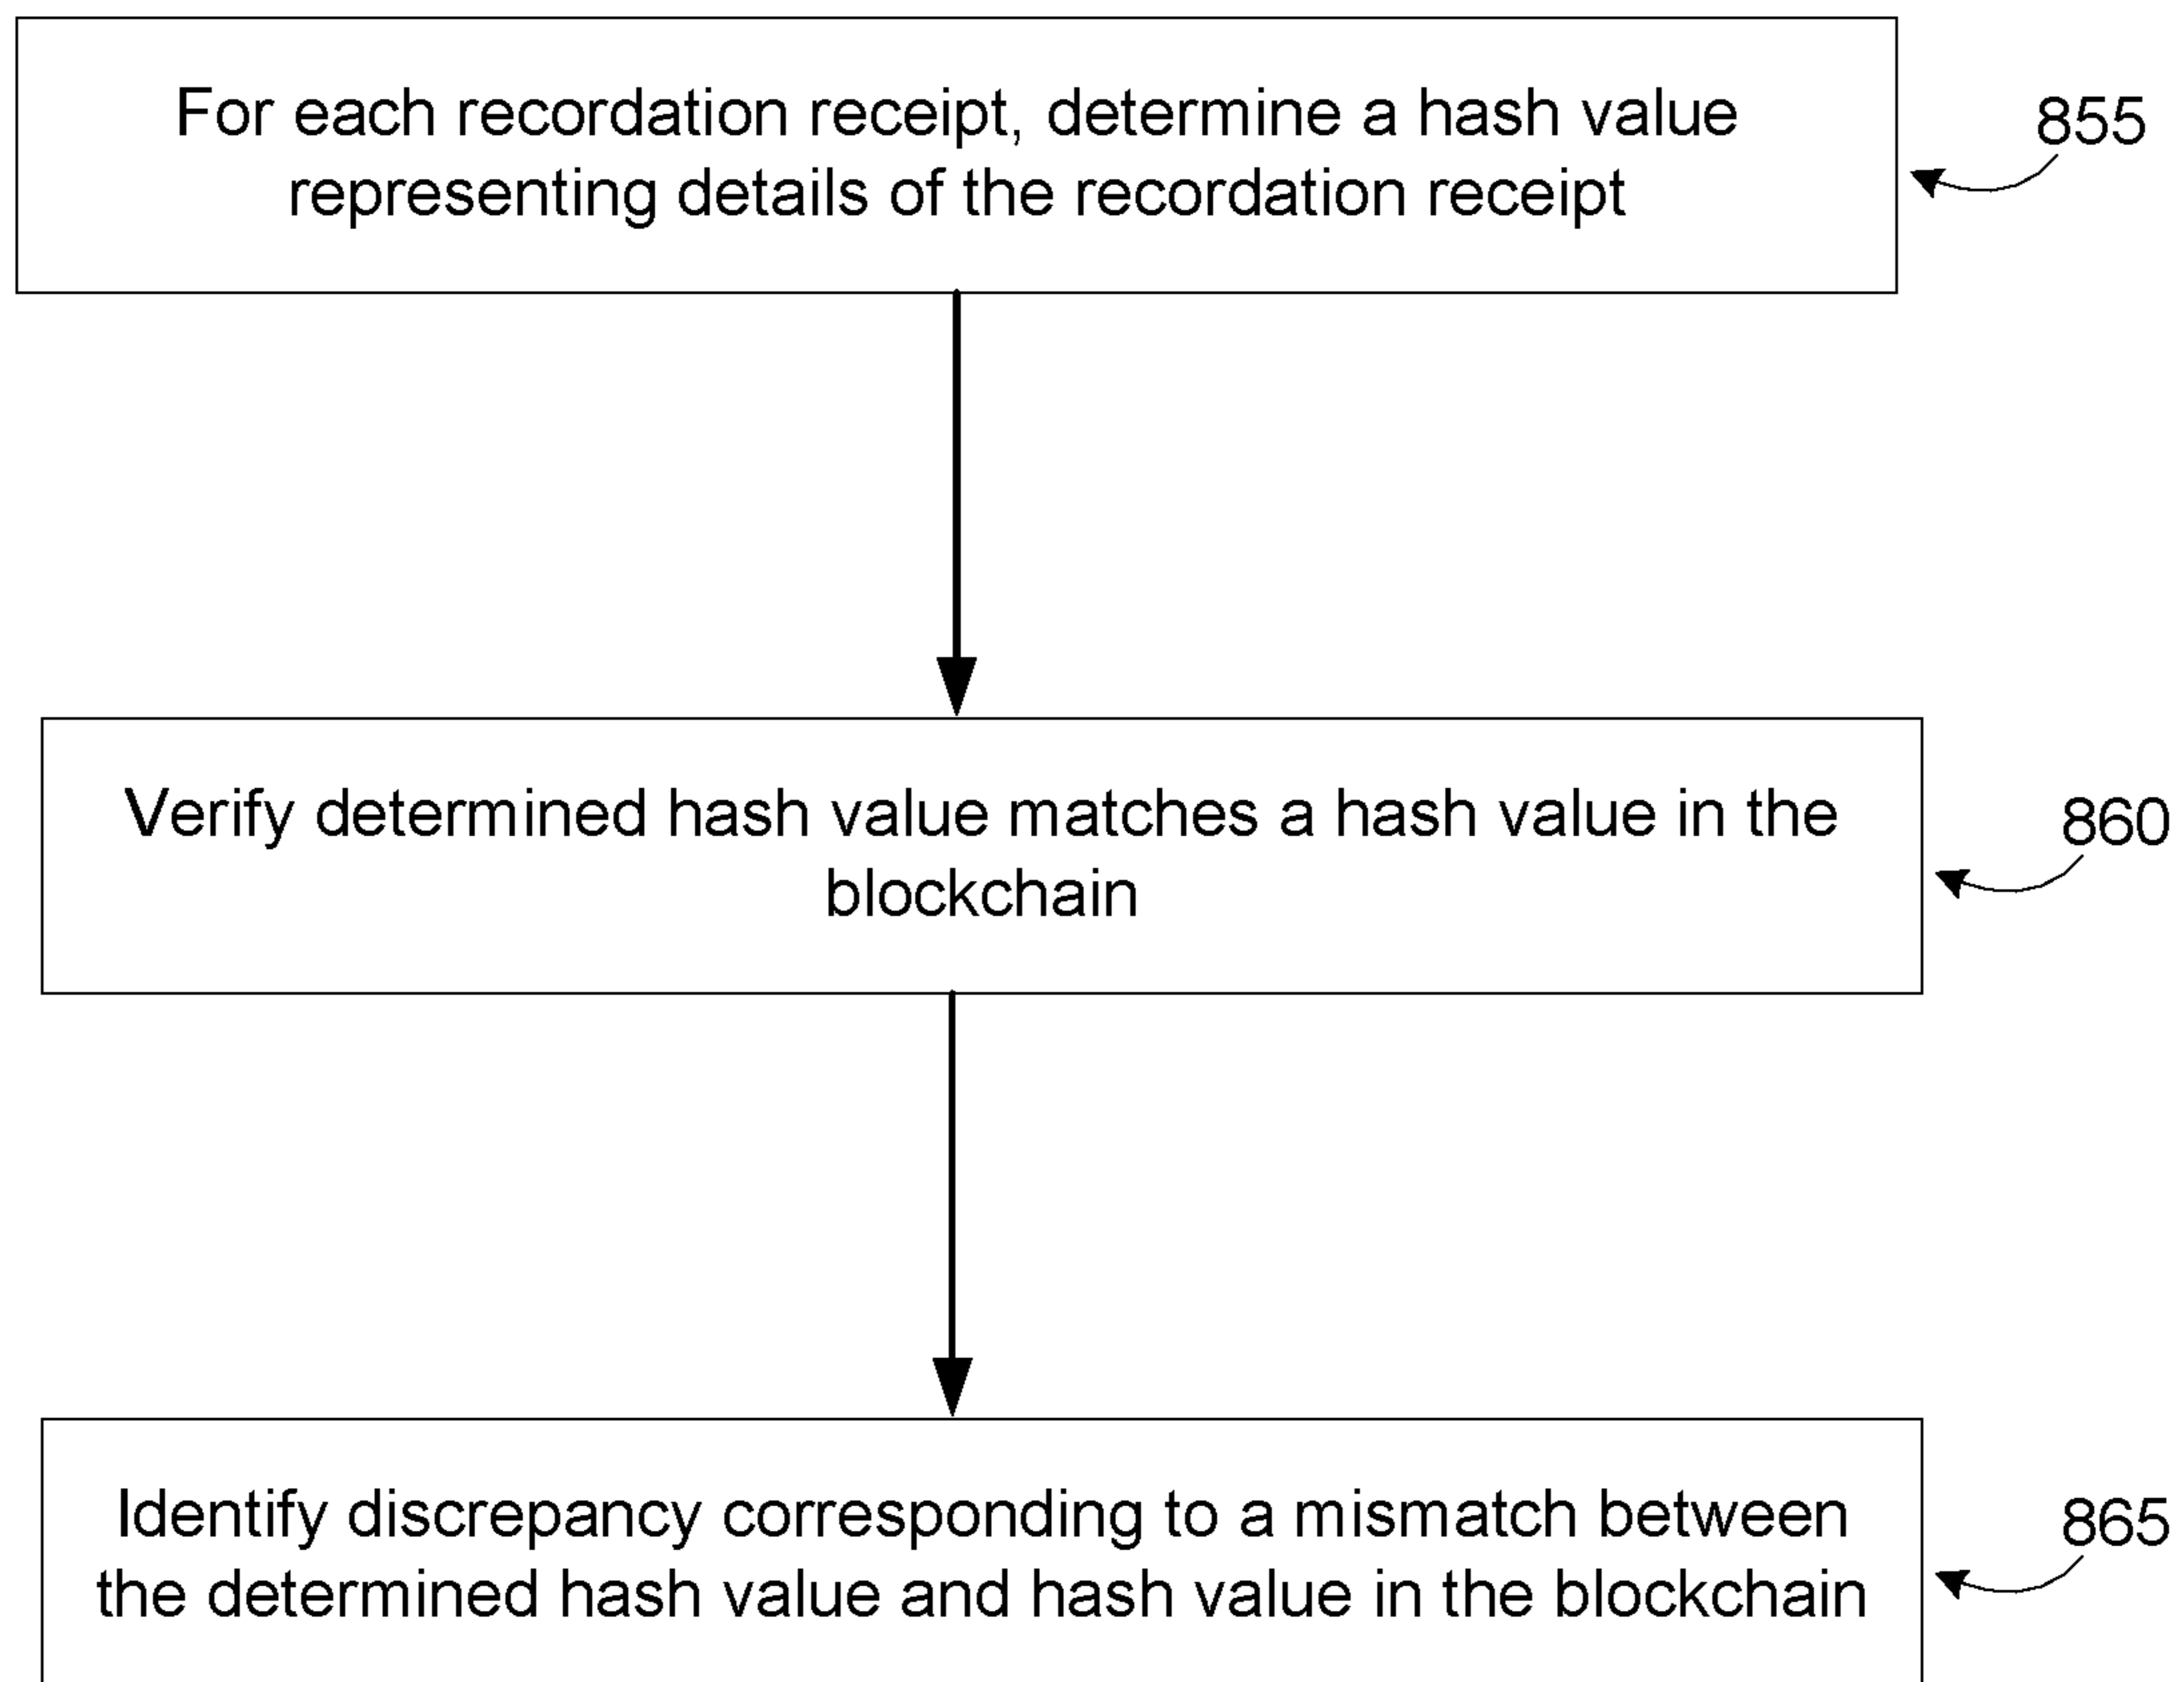 For each recordation receipt, determine a hash value
representing details of the recordation receipt
855
Verify determined hash value matches a hash value in the
blockchain
860
Identify discrepancy corresponding to a mismatch between
the determined hash value and hash value in the blockchain
865